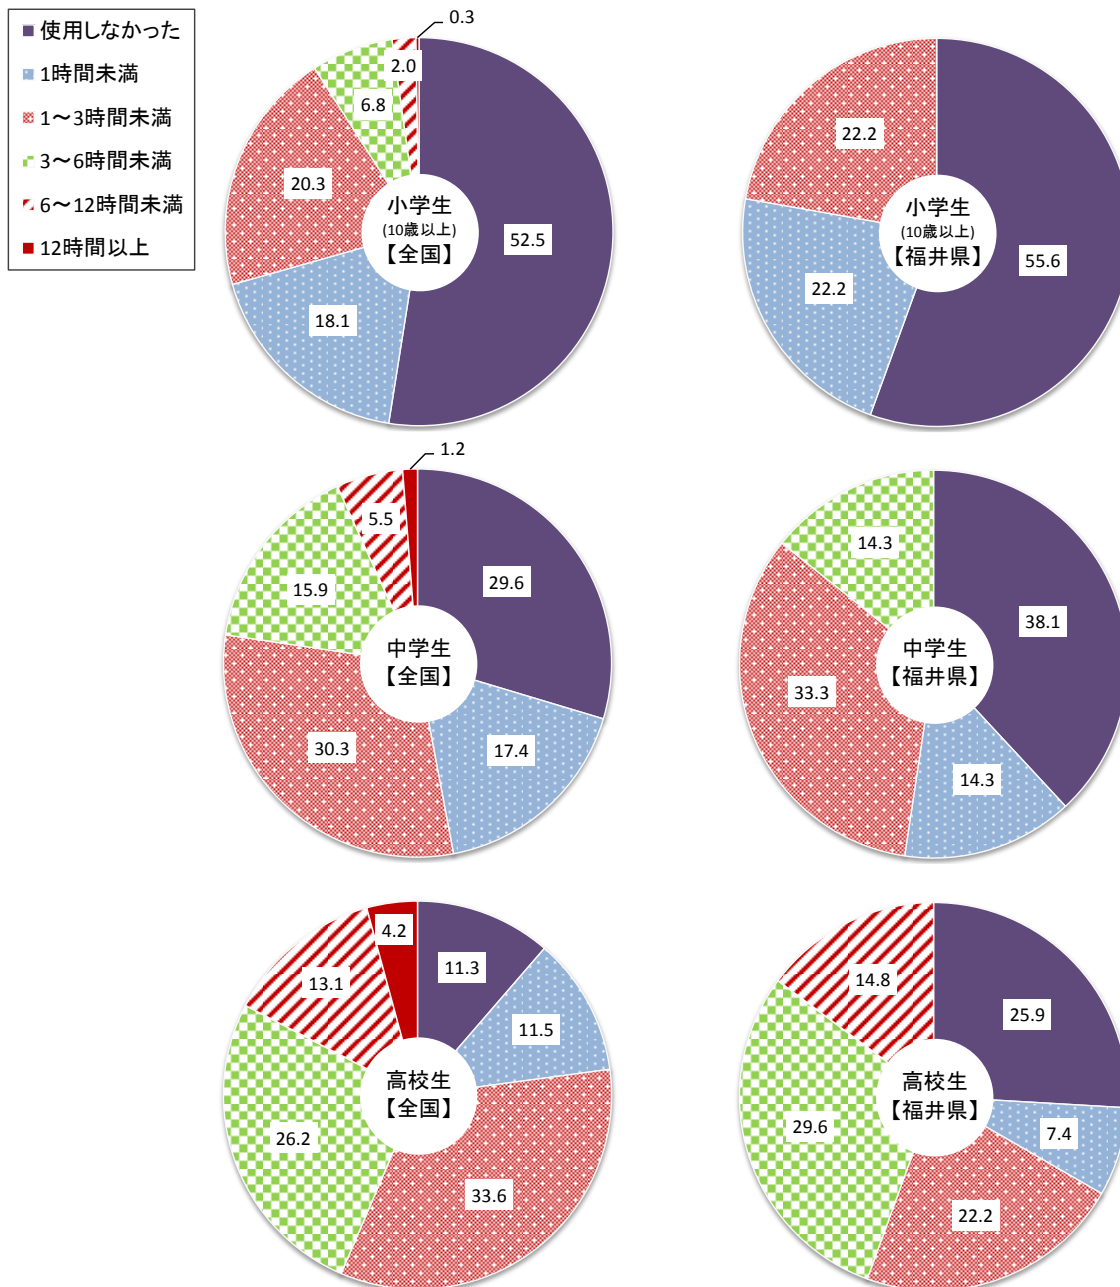 使用しなかった
1時間未満
1～3時間未満
3～6時間未満
6～12時間未満
12時間以上
0.3
2.0
6.8
20.3
18.1
52.5
小学生
(10歳以上)
【全国】
22.2
22.2
55.6
小学生
(10歳以上)
【福井県】
1.2
5.5
15.9
29.6
30.3
17.4
中学生
【全国】
14.3
38.1
33.3
14.3
中学生
【福井県】
4.2
11.3
13.1
11.5
26.2
33.6
高校生
【全国】
14.8
25.9
29.6
7.4
22.2
高校生
【福井県】